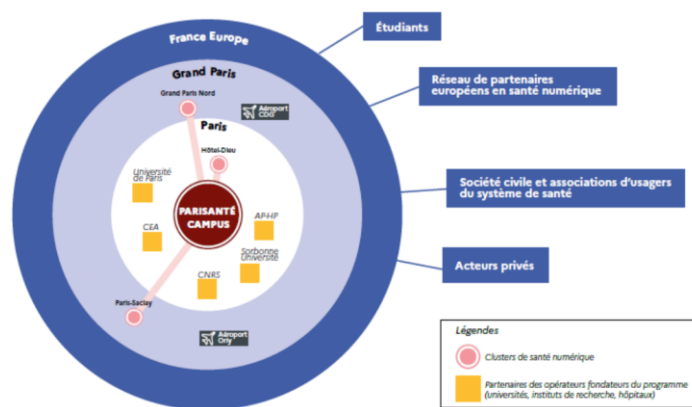 France Europe
Grand Paris
Grand Paris Nord
Aéroport
CDG
Paris
Hôtel-Dieu
Université
de Paris
PARISANTÉ
CAMPUS
CEA
AP-HP
Sorbonne
Université
CNRS
Paris-Saclay
Aéroport
Orly
Étudiants
Réseau de partenaires
européens en santé numérique
Société civile et associations d'usagers
du système de santé
Acteurs privés
Légendes
Clusters de santé numérique
Partenaires des opérateurs fondateurs du programme
(universités, instituts de recherche, hôpitaux)